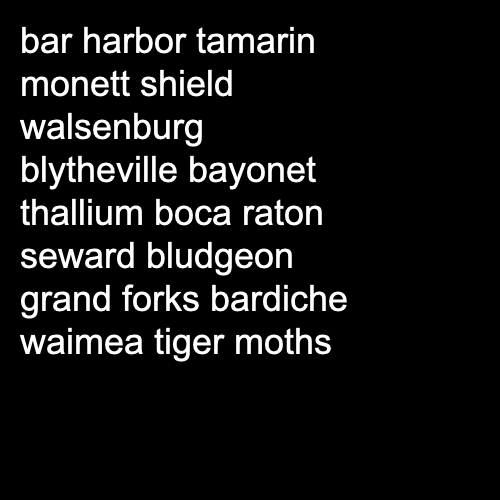 bar harbor tamarin
monett shield
walsenburg
blytheville bayonet
thallium boca raton
seward bludgeon
grand forks bardiche
waimea tiger moths